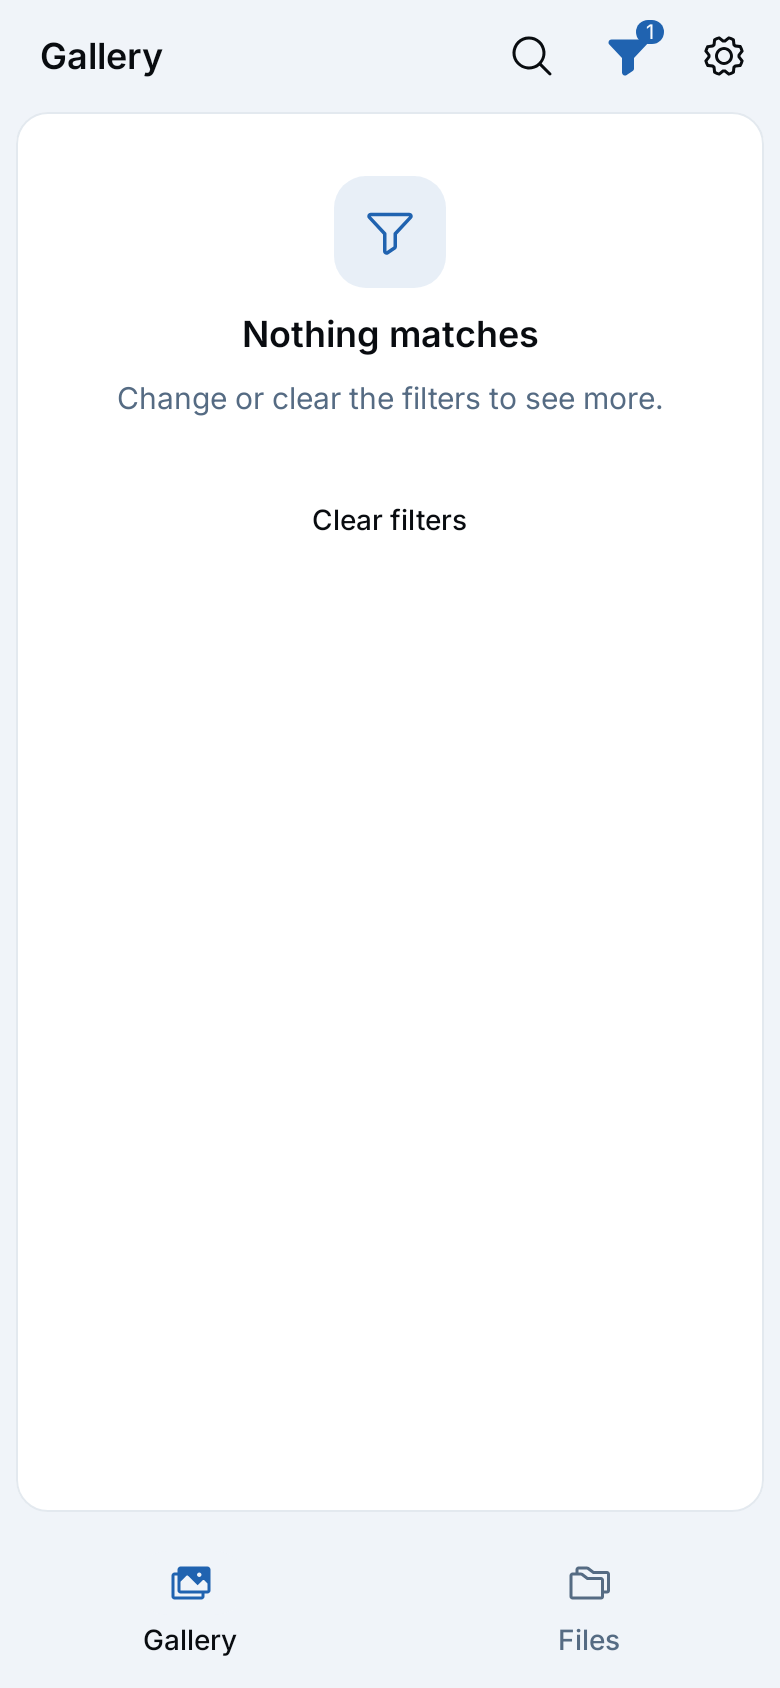 Gallery
1
Nothing matches
Change or clear the filters to see more.
Clear filters
Gallery
Files